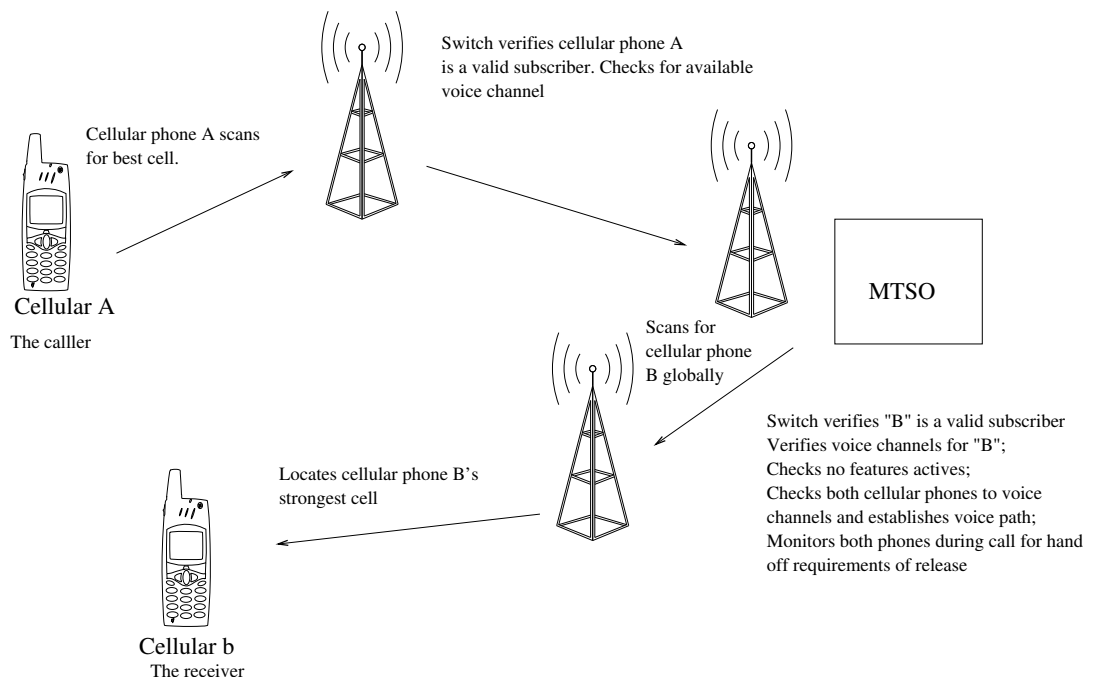 Switch verifies cellular phone A
is a valid subscriber. Checks for available
voice channel
Cellular phone A scans
for best cell.
Cellular A
The calller
MTSO
Scans for
cellular phone
B globally
Switch verifies "B" is a valid subscriber
Verifies voice channels for "B";
Checks no features actives;
Checks both cellular phones to voice
channels and establishes voice path;
Monitors both phones during call for hand
off requirements of release
Locates cellular phone B's
strongest cell
Cellular b
The receiver